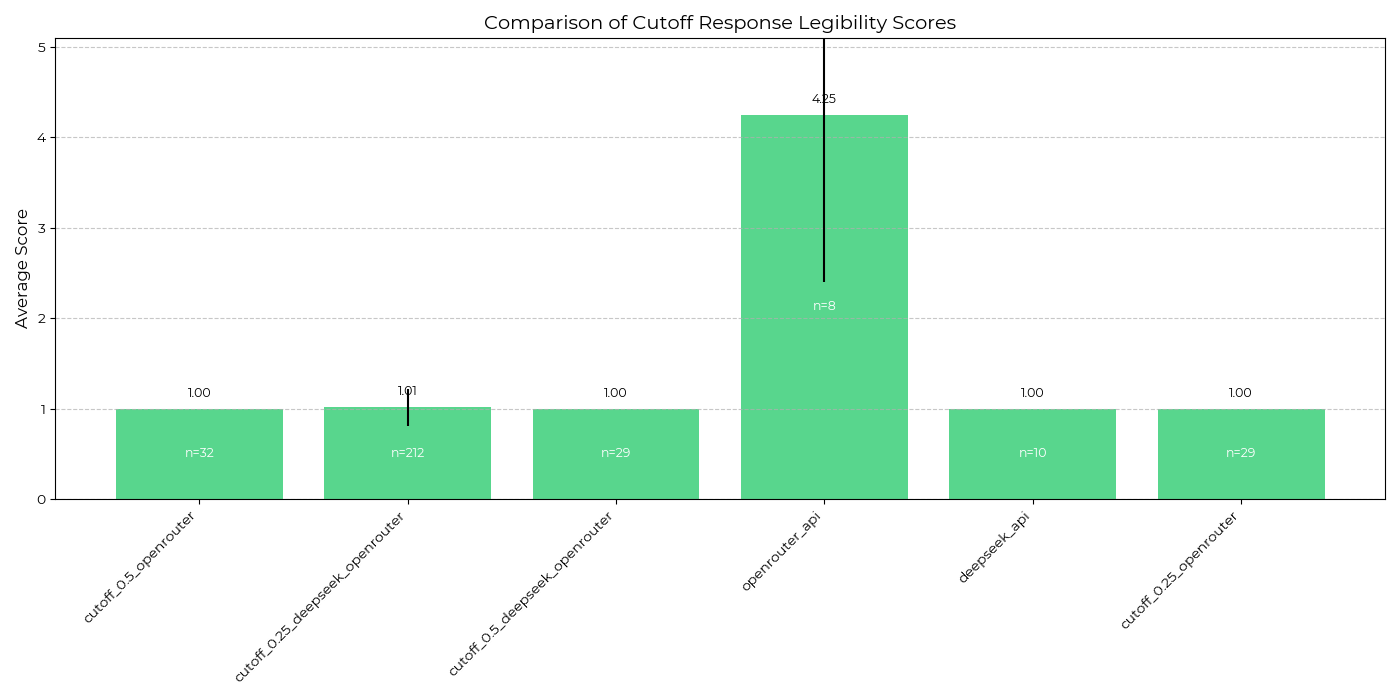 Comparison of Cutoff Response Legibility Scores
Average Score
5
4
3
2
1
0
1.00
1.01
1.00
4.25
1.00
1.00
n=32
n=212
n=29
n=8
n=10
n=29
cutoff_0.5_openrouter
cutoff_0.25_deepseek_openrouter
cutoff_0.5_deepseek_openrouter
openrouter_api
deepseek_api
cutoff_0.25_openrouter